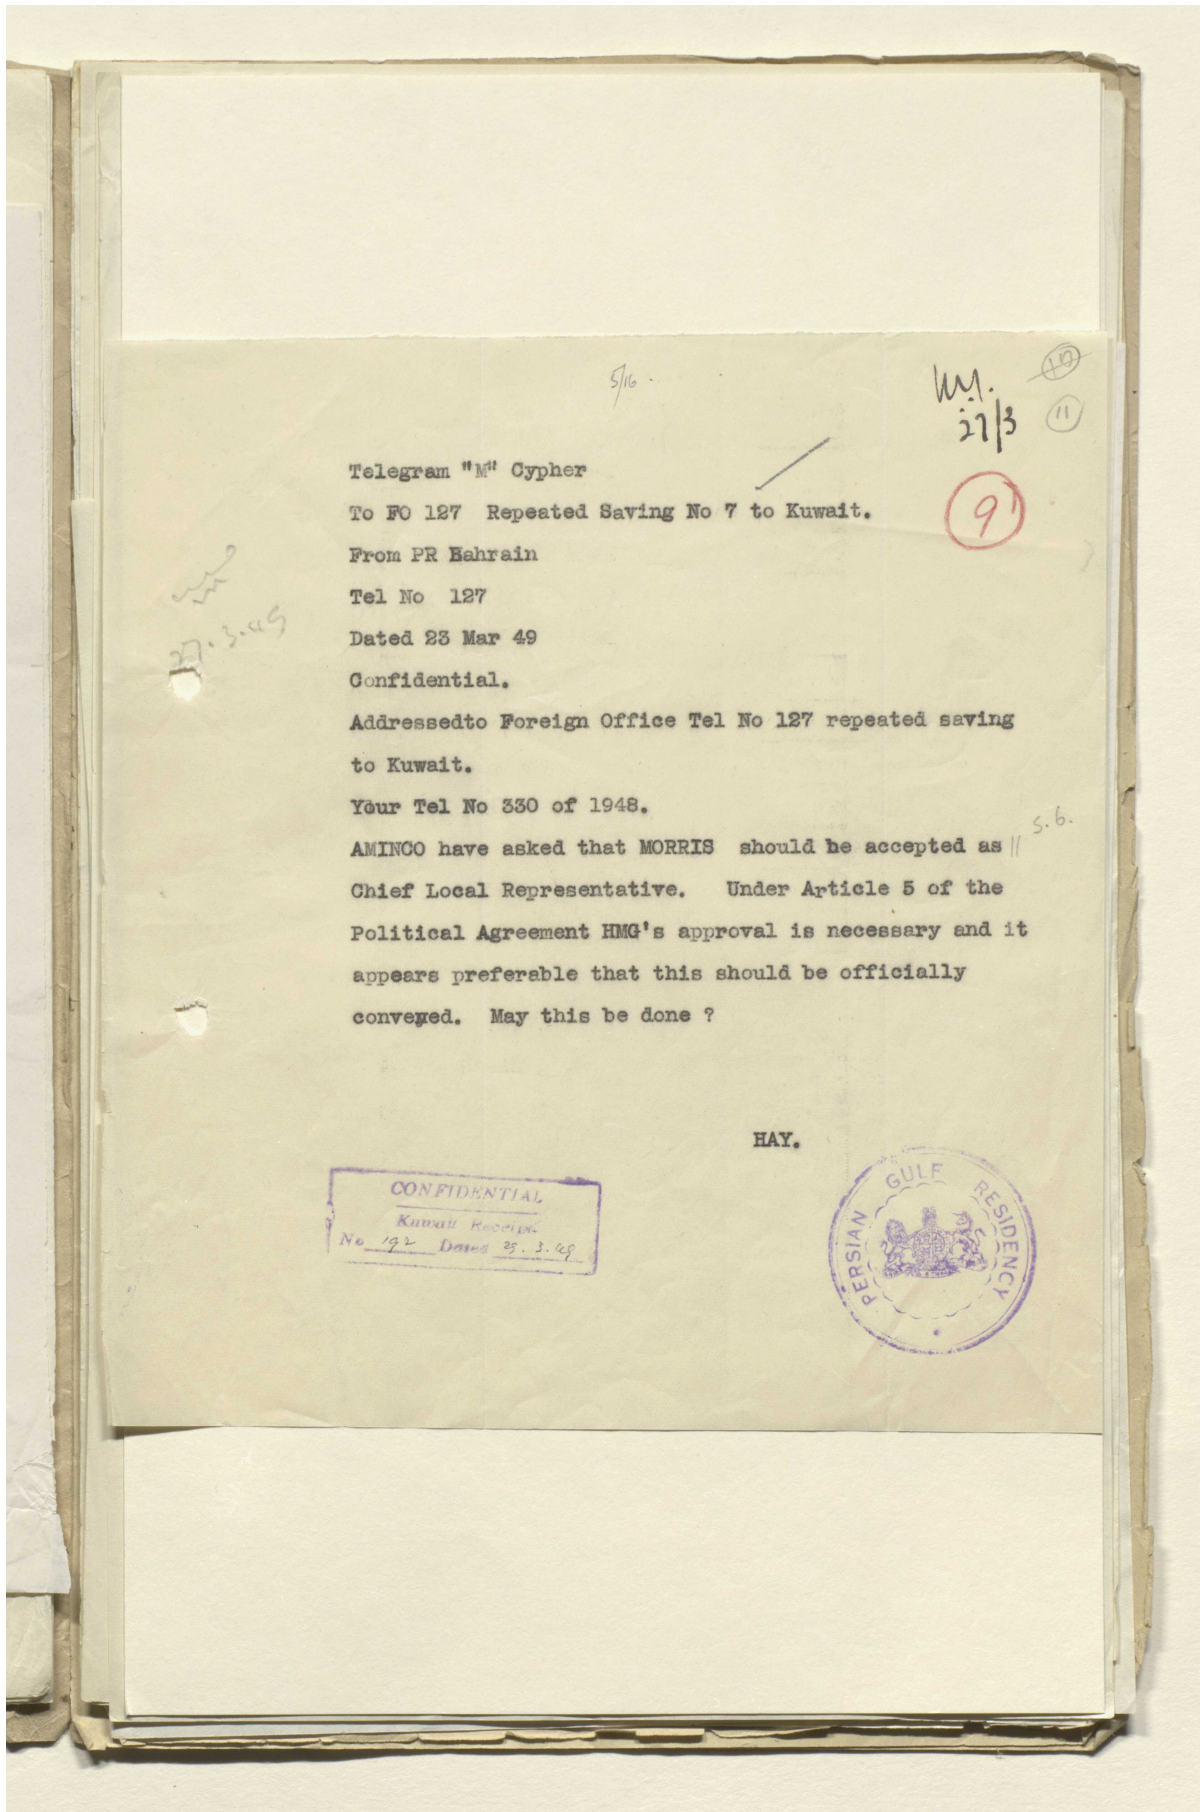 5/16.
27/3
11
9
Telegram "M" Cypher
To FO 127 Repeated Saving No 7 to Kuwait.
From PR Bahrain
Tel No 127
27.3.49
Dated 23 Mar 49
Confidential.
Addressedto Foreign Office Tel No 127 repeated saving
to Kuwait.
Your Tel No 330 of 1948.
S.6.
AMINCO have asked that MORRIS should be accepted as
Chief Local Representative. Under Article 5 of the
Political Agreement HMG's approval is necessary and it
appears preferable that this should be officially
conveyed. May this be done ?
HAY.
CONFIDENTIAL
Kuwait Receipt
No 192 Dated 29.3.49
PERSIAN GULF RESIDENCY